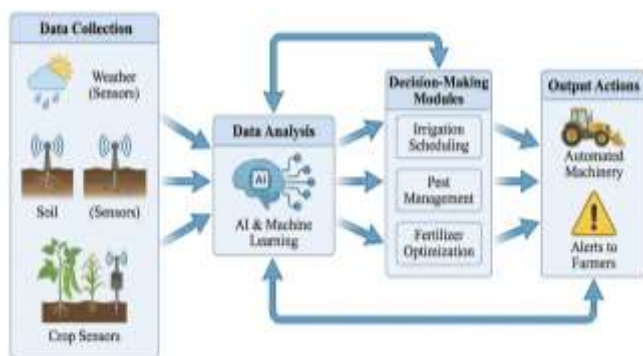 Data Collection
Weather
(Sensors)
Soil
(Sensors)
Crop Sensors
Data Analysis
AI
AI & Machine
Learning
Decision-Making
Modules
Irrigation
Scheduling
Pest
Management
Fertilizer
Optimization
Output Actions
Automated
Machinery
Alerts to
Farmers